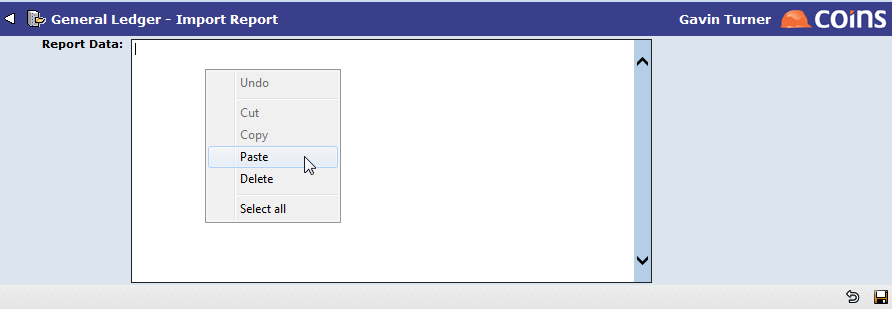 General Ledger - Import Report
Gavin Turner
coins
Report Data:
Undo
Cut
Copy
Paste
Delete
Select all